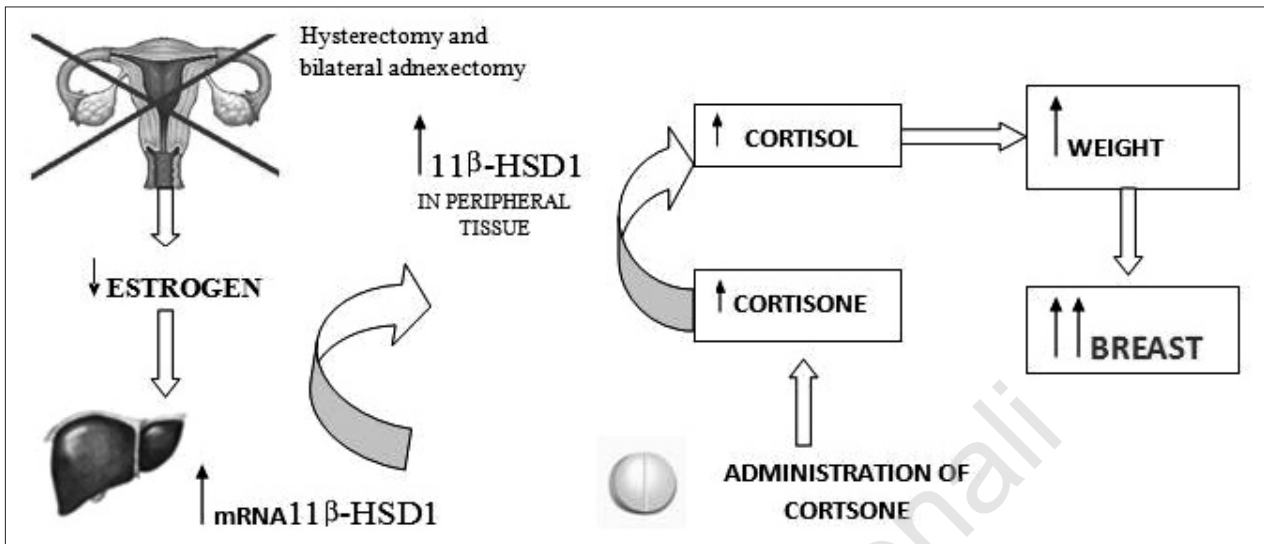 Hysterectomy and
bilateral adnexectomy
↑ 11β-HSD1
IN PERIPHERAL
TISSUE
↓ ESTROGEN
↑ mRNA11β-HSD1
↑ CORTISOL
↑ WEIGHT
↑ CORTISONE
↑↑ BREAST
ADMINISTRATION OF
CORTSONE